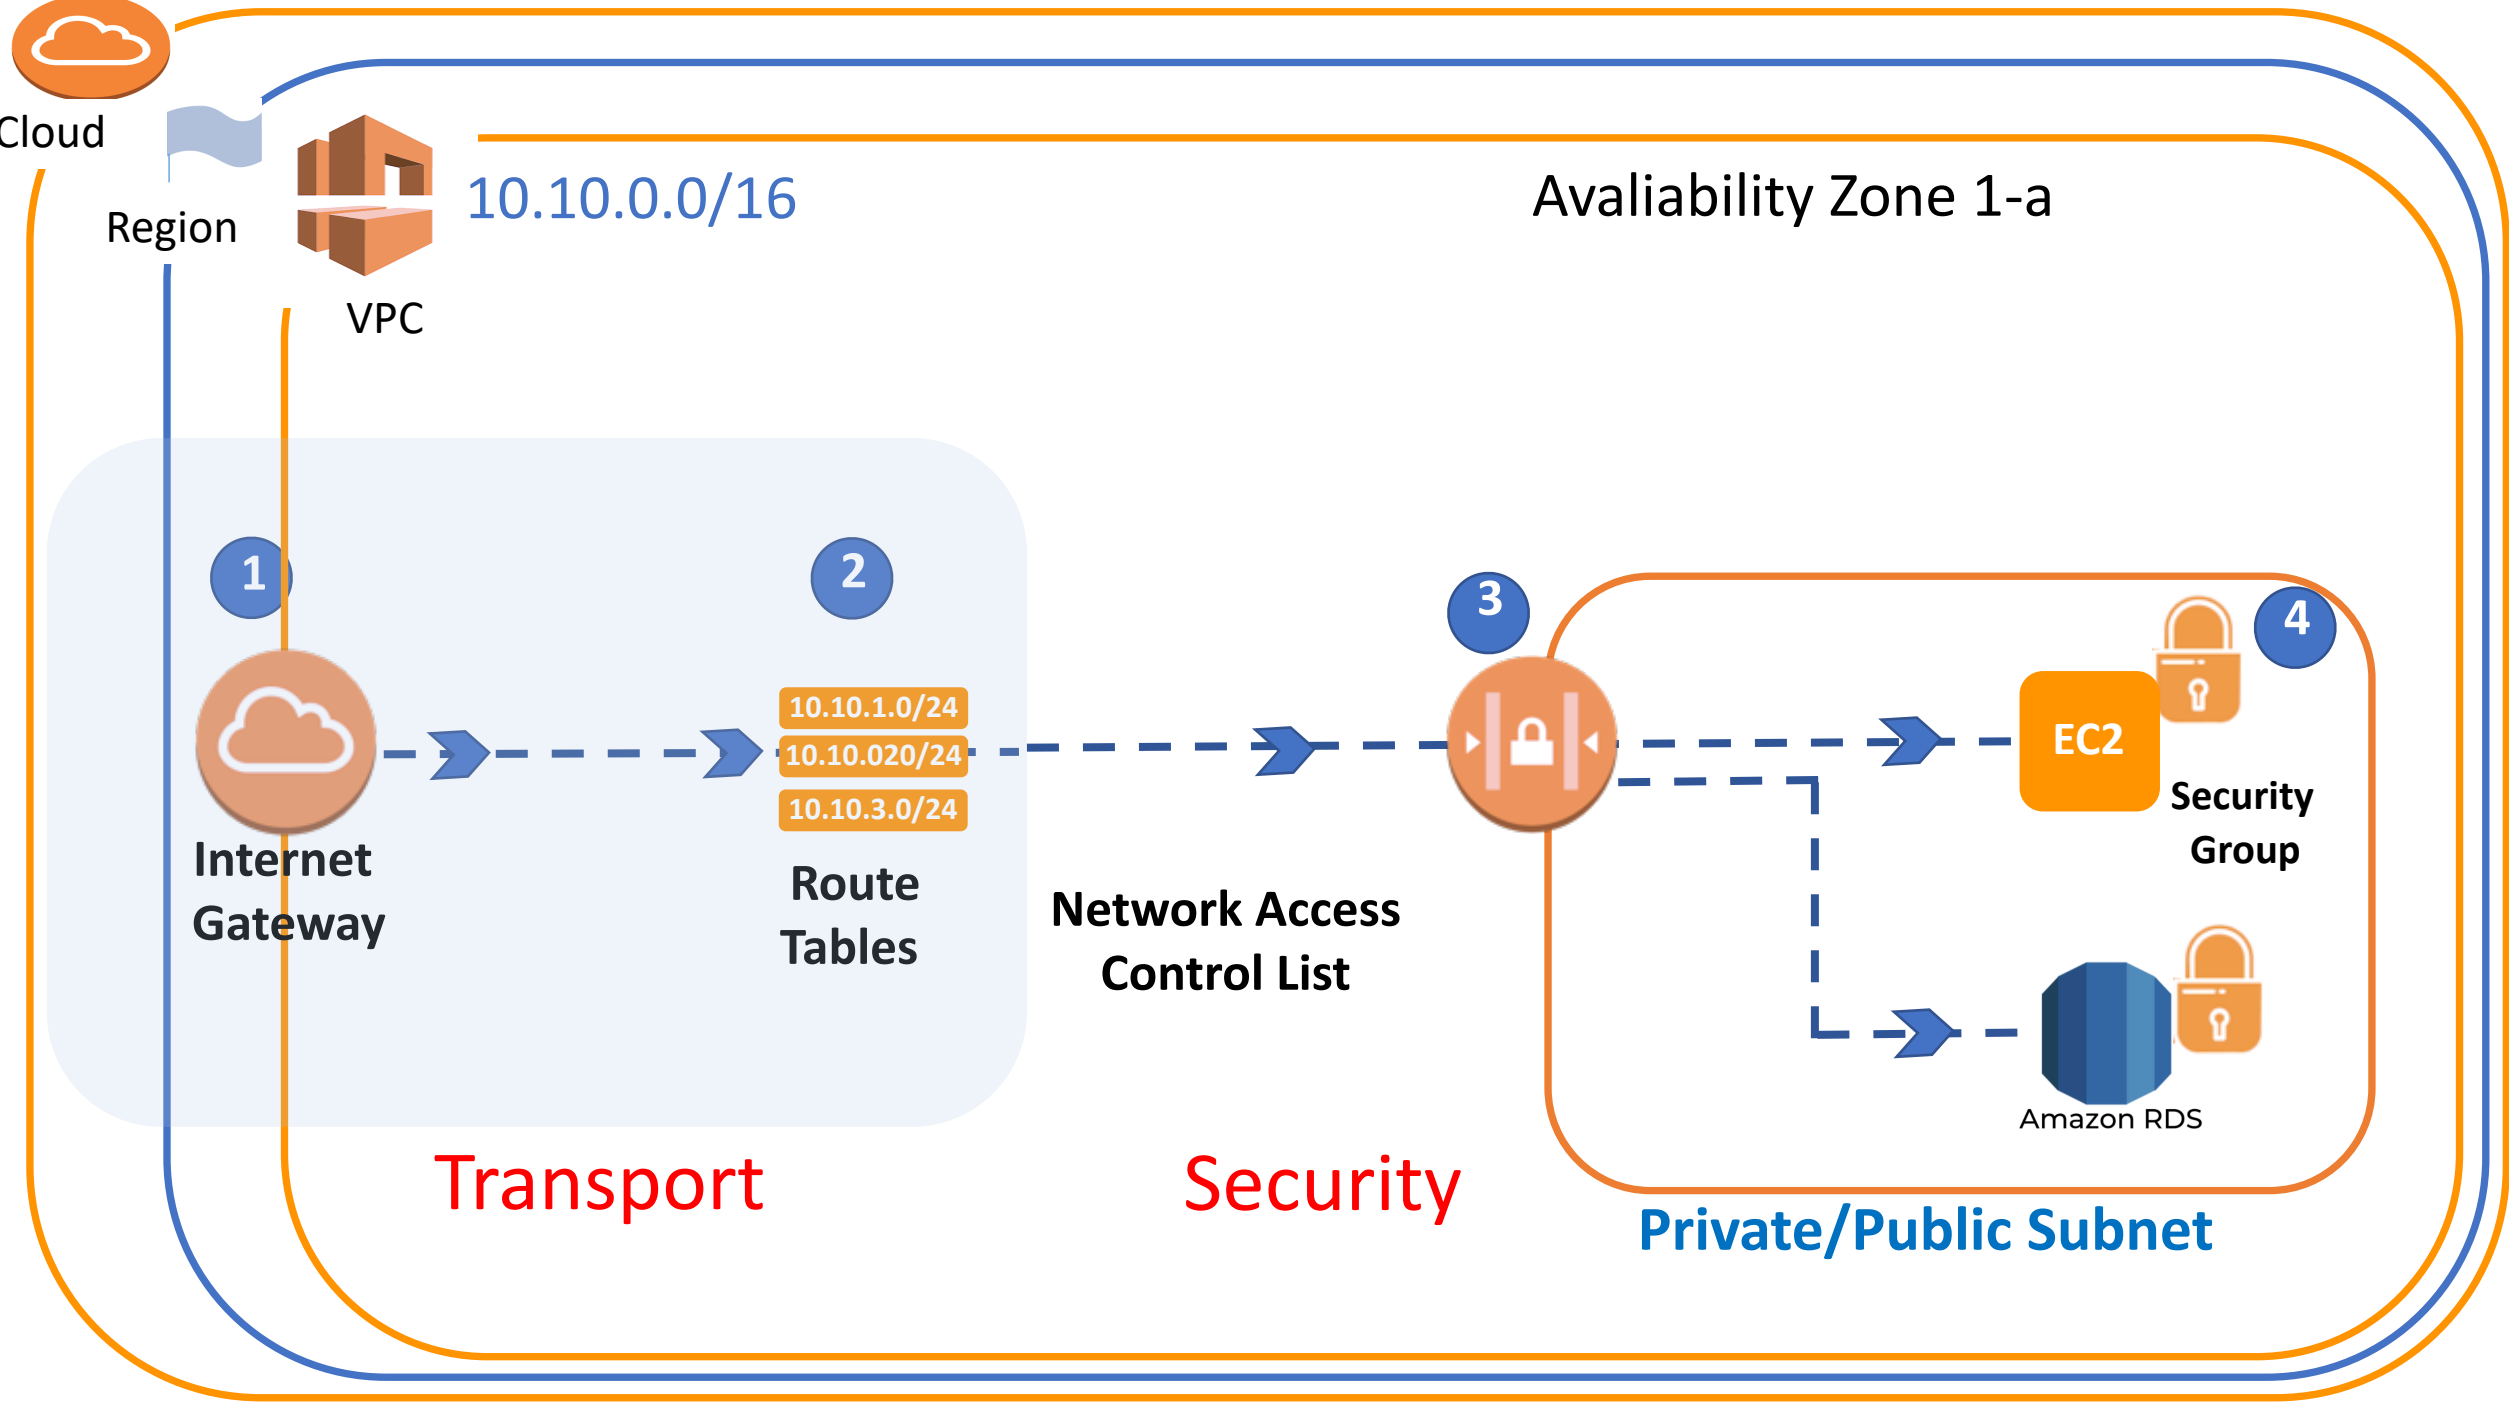 Cloud
Region
VPC
10.10.0.0/16
Avaliability Zone 1-a
1
2
3
4
10.10.1.0/24
10.10.020/24
10.10.3.0/24
Internet
Gateway
Route
Tables
Network Access
Control List
EC2
Security
Group
Amazon RDS
Transport
Security
Private/Public Subnet